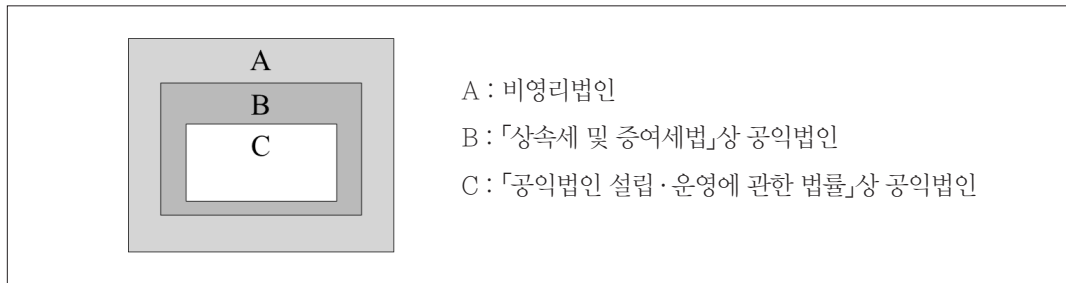 A
B
C
A : 비영리법인
B : 「상속세 및 증여세법」상 공익법인
C : 「공익법인 설립·운영에 관한 법률」상 공익법인